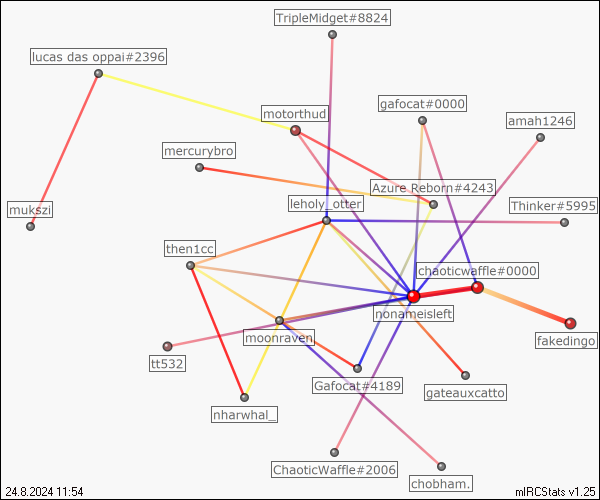 TripleMidget#8824
lucas das oppai#2396
gafocat#0000
motorthud
amah1246
mercurybro
Azure Reborn#4243
leholy_otter
Thinker#5995
mukszi
then1cc
chaoticwaffle#0000
nonameisleft
moonraven
fakedingo
tt532
Gafocat#4189
gateauxcatto
nharwhal_
ChaoticWaffle#2006
chobham.
24.8.2024 11:54
mIRCStats v1.25